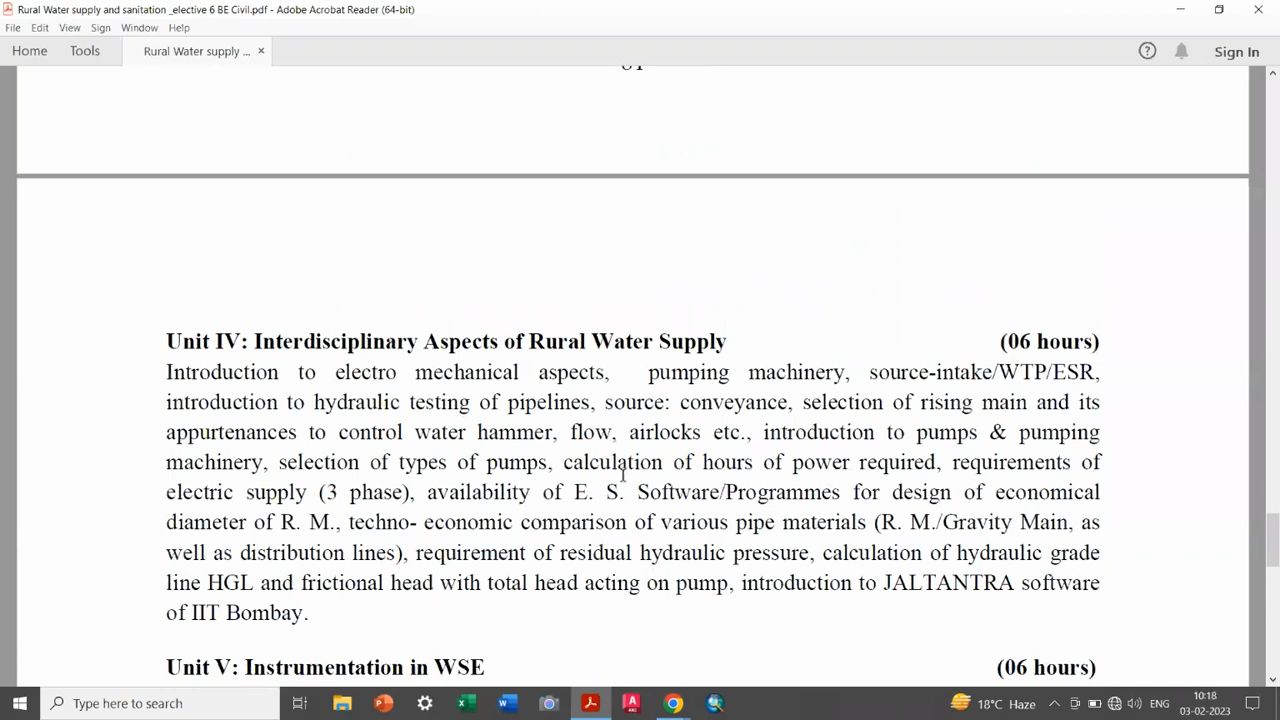 Rural Water supply and sanitation _elective 6 BE Civil.pdf - Adobe Acrobat Reader (64-bit)
File Edit View Sign Window Help
Home Tools Rural Water supply ... × Sign In
Unit IV: Interdisciplinary Aspects of Rural Water Supply (06 hours)
Introduction to electro mechanical aspects, pumping machinery, source-intake/WTP/ESR,
introduction to hydraulic testing of pipelines, source: conveyance, selection of rising main and its
appurtenances to control water hammer, flow, airlocks etc., introduction to pumps & pumping
machinery, selection of types of pumps, calculation of hours of power required, requirements of
electric supply (3 phase), availability of E. S. Software/Programmes for design of economical
diameter of R. M., techno- economic comparison of various pipe materials (R. M./Gravity Main, as
well as distribution lines), requirement of residual hydraulic pressure, calculation of hydraulic grade
line HGL and frictional head with total head acting on pump, introduction to JALTANTRA software
of IIT Bombay.
Unit V: Instrumentation in WSE (06 hours)
Type here to search 18°C Haze ENG 10:18
03-02-2023